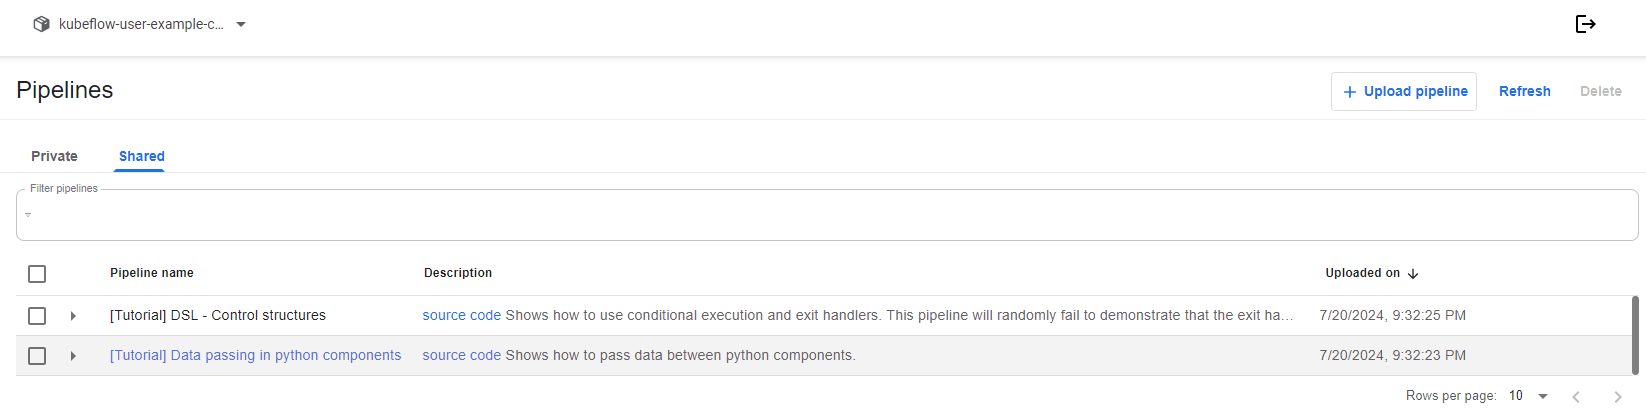 kubeflow-user-example-c...
Pipelines
+ Upload pipeline Refresh Delete
Private Shared
Filter pipelines
Pipeline name Description Uploaded on
[Tutorial] DSL - Control structures source code Shows how to use conditional execution and exit handlers. This pipeline will randomly fail to demonstrate that the exit ha... 7/20/2024, 9:32:25 PM
[Tutorial] Data passing in python components source code Shows how to pass data between python components. 7/20/2024, 9:32:23 PM
Rows per page: 10